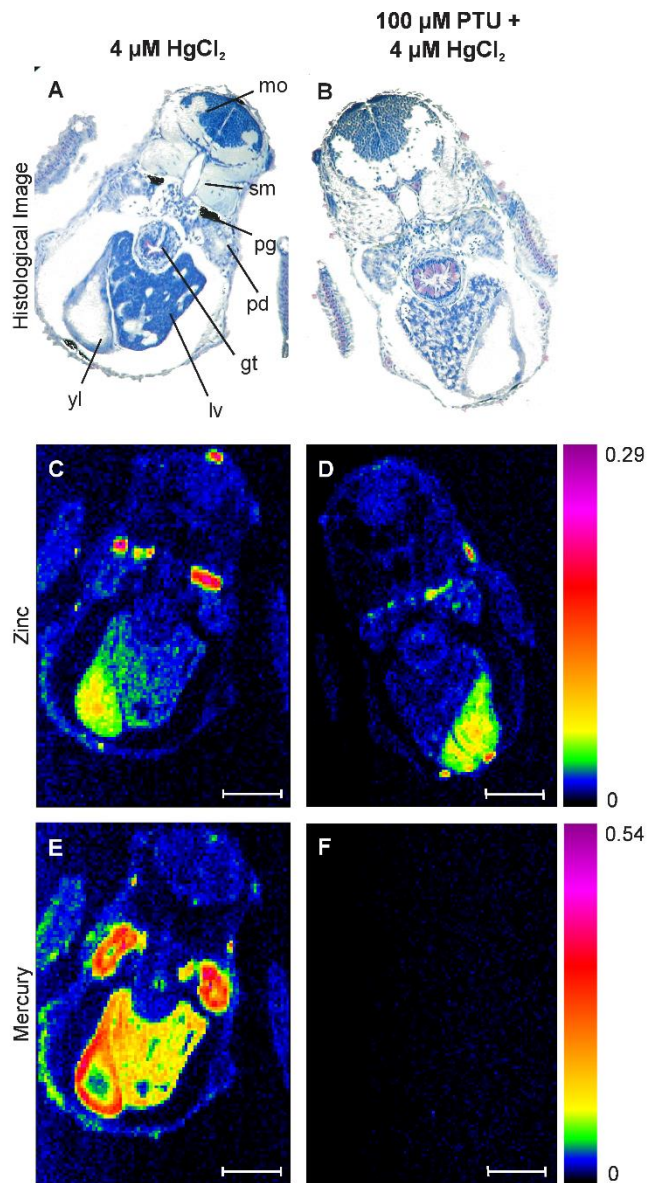 4 µM HgCl₂
100 µM PTU +
4 µM HgCl₂
Histological Image
A
mo
sm
pg
pd
gt
lv
yl
B
Zinc
C
D
0.29
0
Mercury
E
F
0.54
0